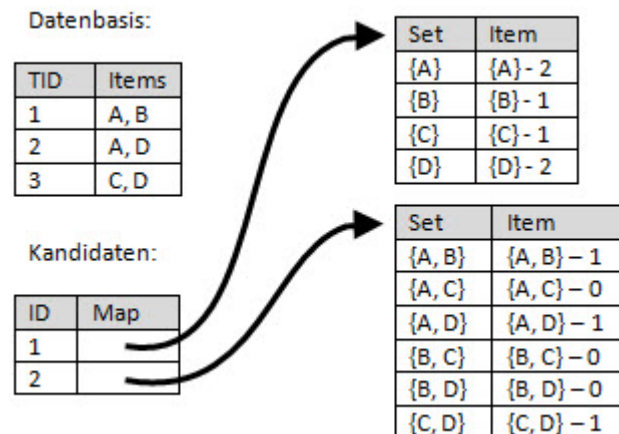 Datenbasis:
TID Items
1 A, B
2 A, D
3 C, D
Kandidaten:
ID Map
1
2
Set Item
{A} {A} - 2
{B} {B} - 1
{C} {C} - 1
{D} {D} - 2
Set Item
{A, B} {A, B} – 1
{A, C} {A, C} – 0
{A, D} {A, D} – 1
{B, C} {B, C} – 0
{B, D} {B, D} – 0
{C, D} {C, D} – 1